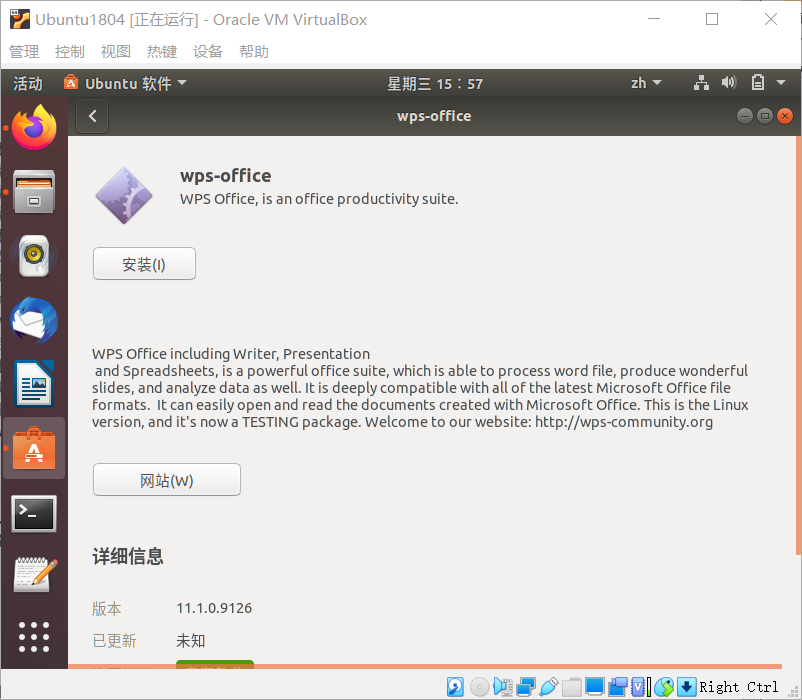 Ubuntu1804 [正在运行] - Oracle VM VirtualBox
管理 控制 视图 热键 设备 帮助
活动 Ubuntu 软件 星期三 15：57 zh
wps-office
wps-office
WPS Office, is an office productivity suite.
安装(I)
WPS Office including Writer, Presentation
and Spreadsheets, is a powerful office suite, which is able to process word file, produce wonderful
slides, and analyze data as well. It is deeply compatible with all of the latest Microsoft Office file
formats.  It can easily open and read the documents created with Microsoft Office. This is the Linux
version, and it's now a TESTING package. Welcome to our website: http://wps-community.org
网站(W)
详细信息
版本 11.1.0.9126
已更新 未知
Right Ctrl